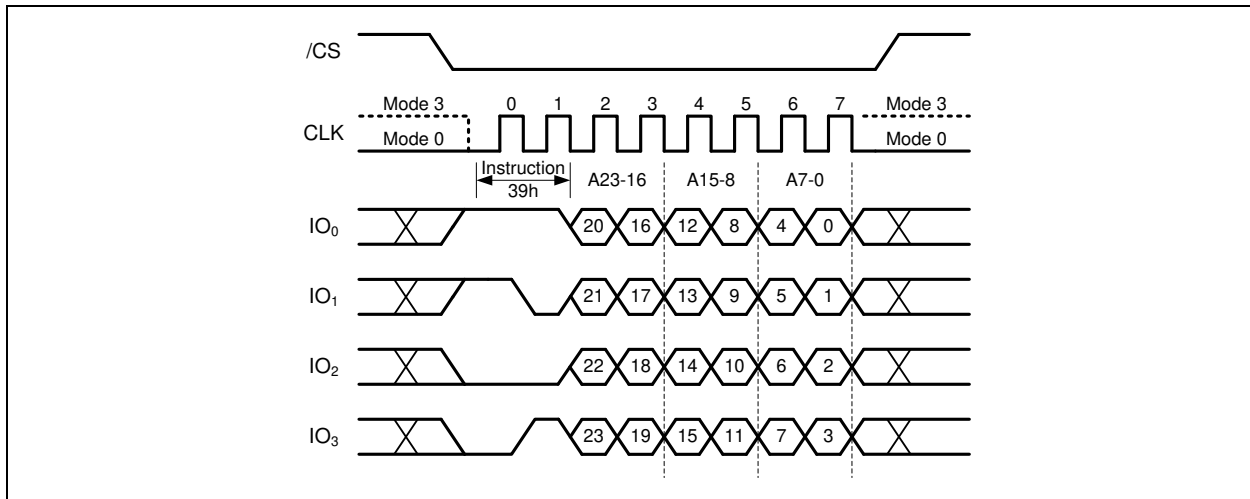 /CS
Mode 3 0 1 2 3 4 5 6 7 Mode 3
CLK
Mode 0 Mode 0
Instruction
39h
A23-16 A15-8 A7-0
IO₀ 20 16 12 8 4 0
IO₁ 21 17 13 9 5 1
IO₂ 22 18 14 10 6 2
IO₃ 23 19 15 11 7 3